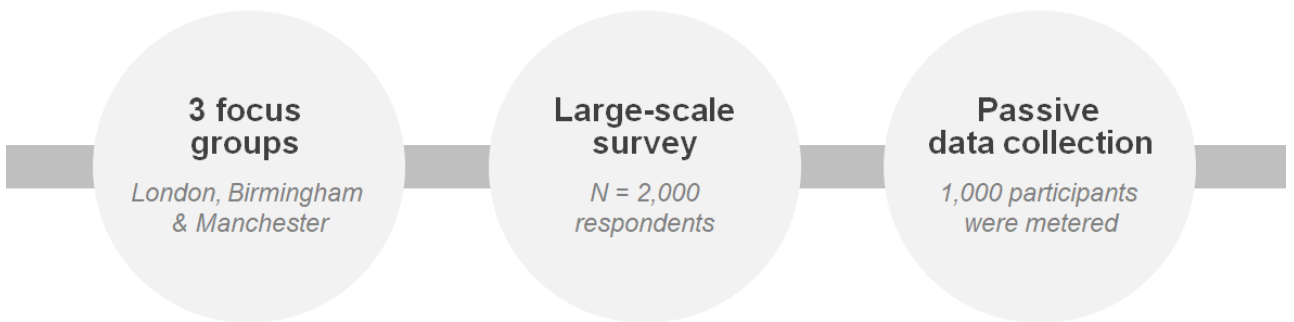 3 focus
groups
London, Birmingham
& Manchester
Large-scale
survey
N = 2,000
respondents
Passive
data collection
1,000 participants
were metered